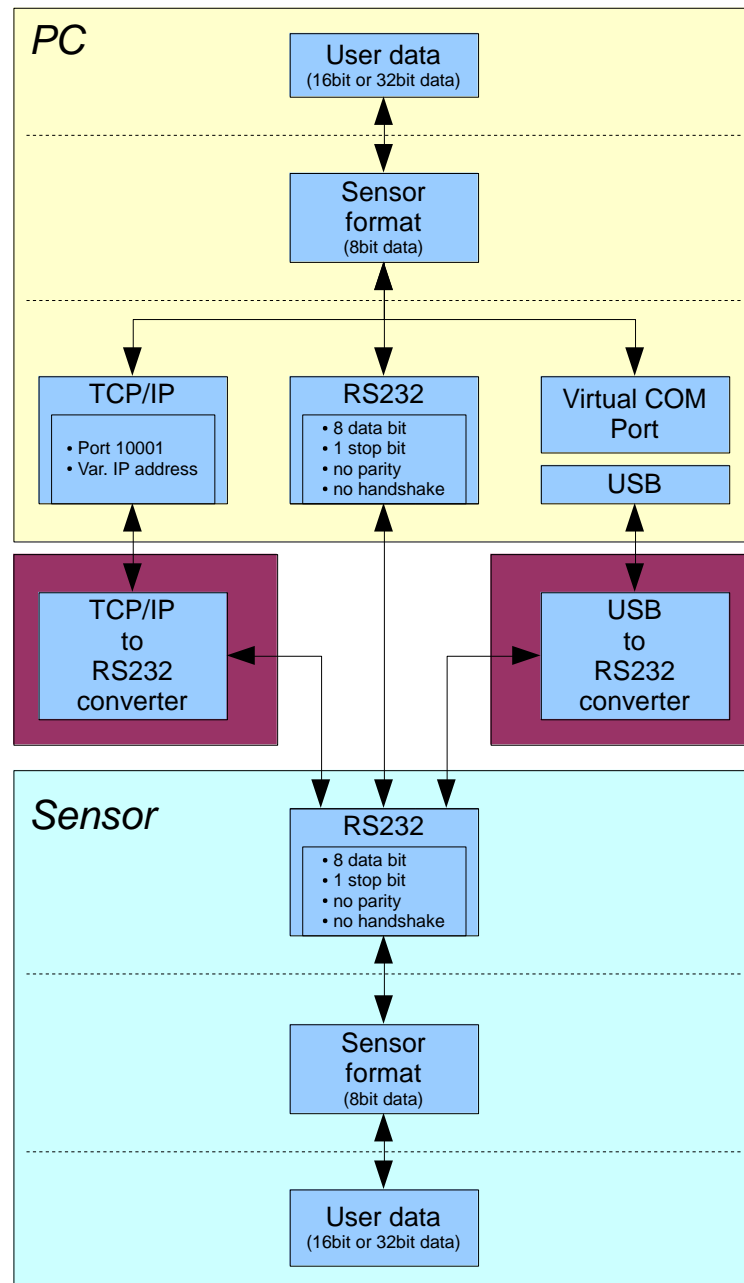 PC
User data
(16bit or 32bit data)
Sensor
format
(8bit data)
TCP/IP
• Port 10001
• Var. IP address
RS232
• 8 data bit
• 1 stop bit
• no parity
• no handshake
Virtual COM
Port
USB
TCP/IP
to
RS232
converter
USB
to
RS232
converter
Sensor
RS232
• 8 data bit
• 1 stop bit
• no parity
• no handshake
Sensor
format
(8bit data)
User data
(16bit or 32bit data)